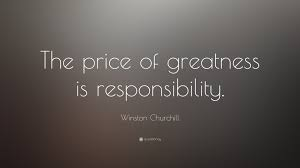 The price of greatness
is responsibility.
Winston Churchill